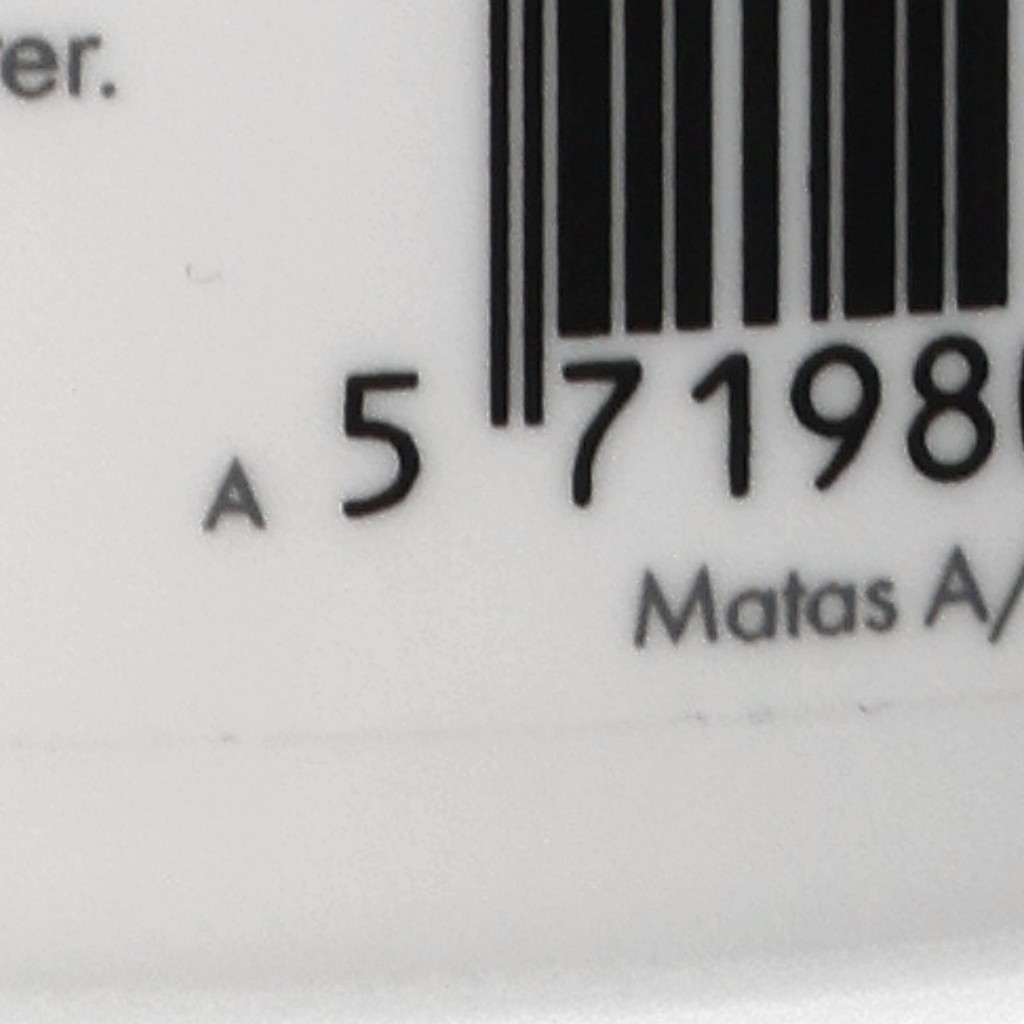 er.
A 5 7198
Matas A/